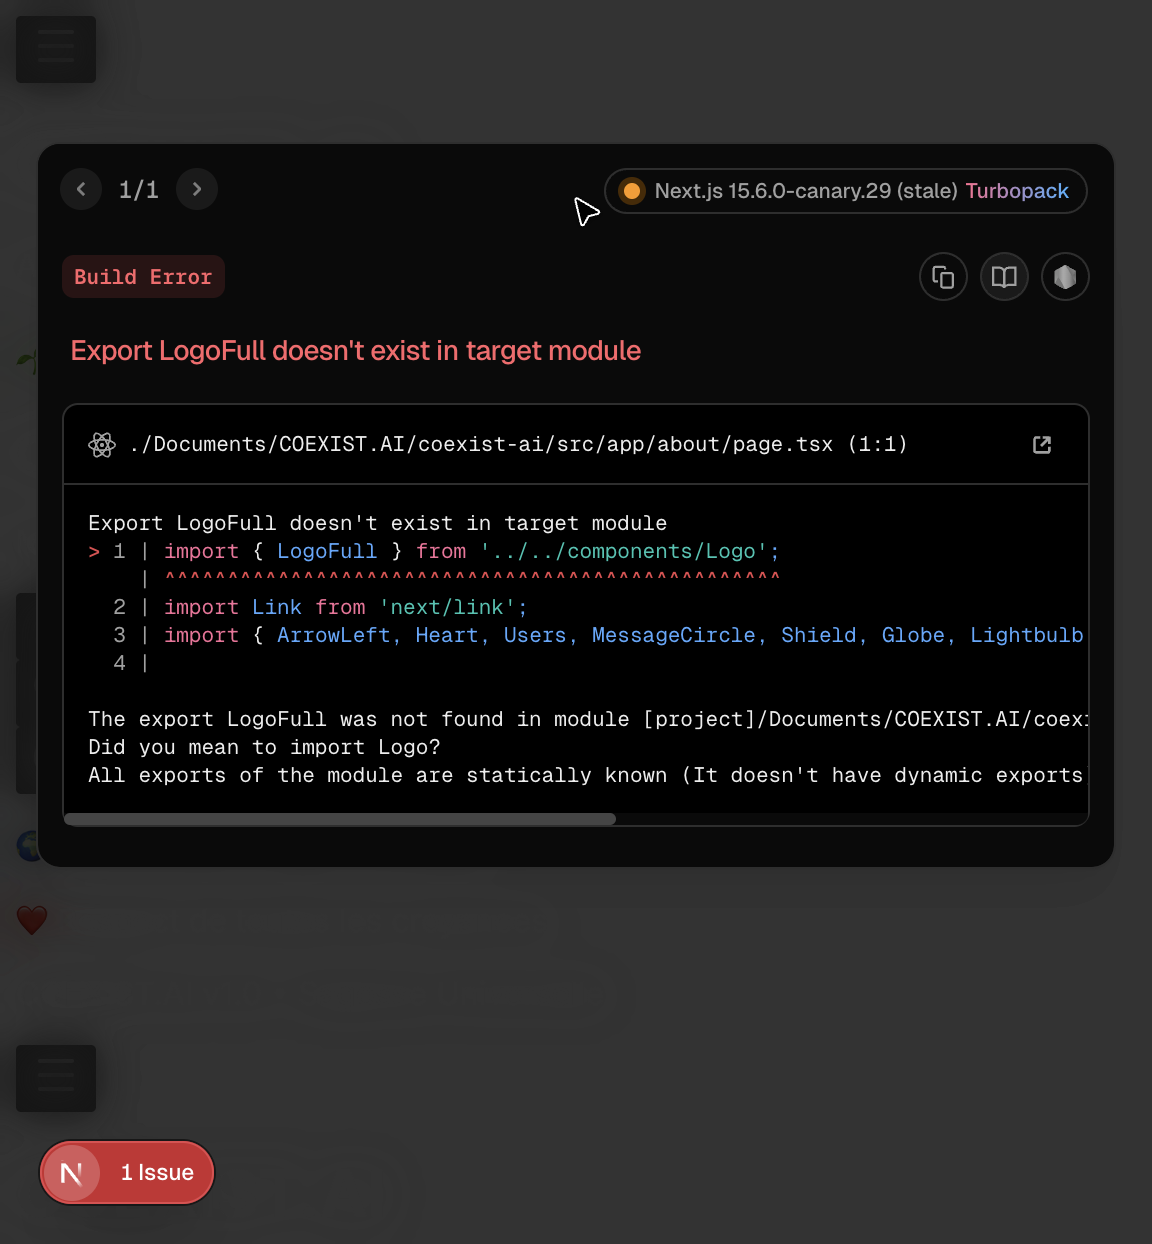 1/1
Next.js 15.6.0-canary.29 (stale) Turbopack
Build Error
Export LogoFull doesn't exist in target module
./Documents/COEXIST.AI/coexist-ai/src/app/about/page.tsx (1:1)
Export LogoFull doesn't exist in target module
> 1 | import { LogoFull } from '../../components/Logo';
| ^^^^^^^^^^^^^^^^^^^^^^^^^^^^^^^^^^^^^^^^^^^^^^^^^
2 | import Link from 'next/link';
3 | import { ArrowLeft, Heart, Users, MessageCircle, Shield, Globe, Lightbulb
4 |
The export LogoFull was not found in module [project]/Documents/COEXIST.AI/coexi
Did you mean to import Logo?
All exports of the module are statically known (It doesn't have dynamic exports
N
1 Issue